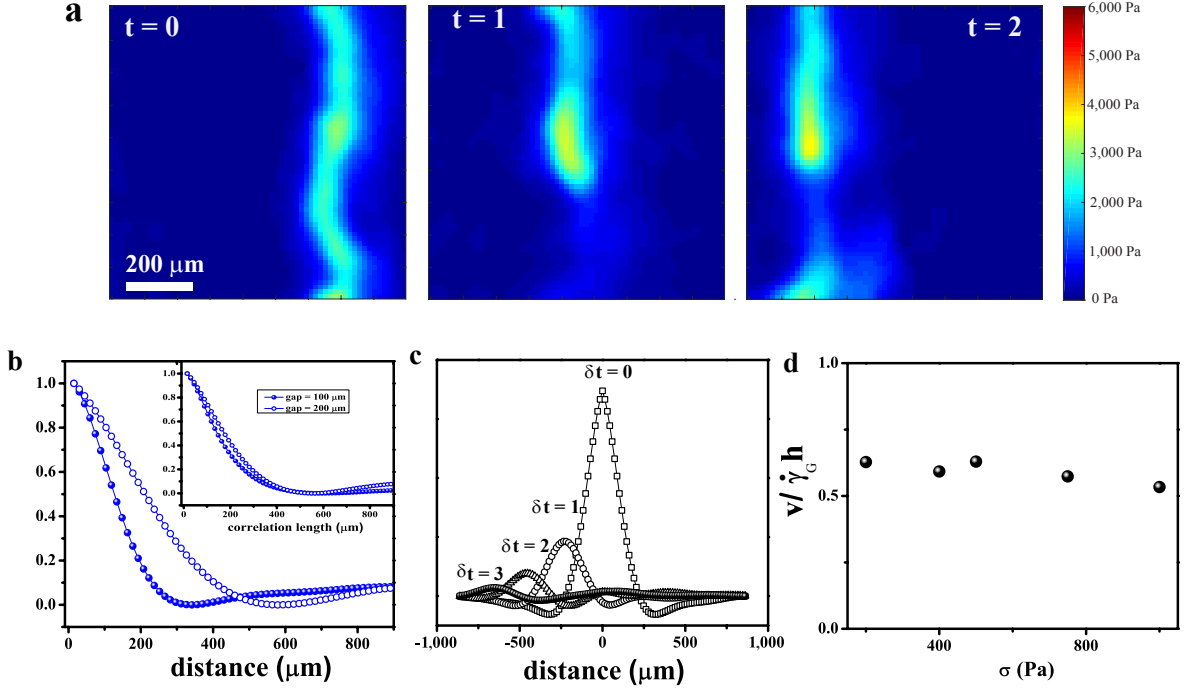 a
t = 0
t = 1
t = 2
200 μm
6,000 Pa
5,000 Pa
4,000 Pa
3,000 Pa
2,000 Pa
1,000 Pa
0 Pa
b
1.0
0.8
0.6
0.4
0.2
0.0
0 200 400 600 800
distance (μm)
1.0
0.8
0.6
0.4
0.2
0.0
0 200 400 600 800
correlation length (μm)
gap = 100 μm
gap = 200 μm
c
δt = 0
δt = 1
δt = 2
δt = 3
-1,000 -500 0 500 1,000
distance (μm)
d
1.0
0.5
0.0
v/ γ̇G h
400 800
σ (Pa)